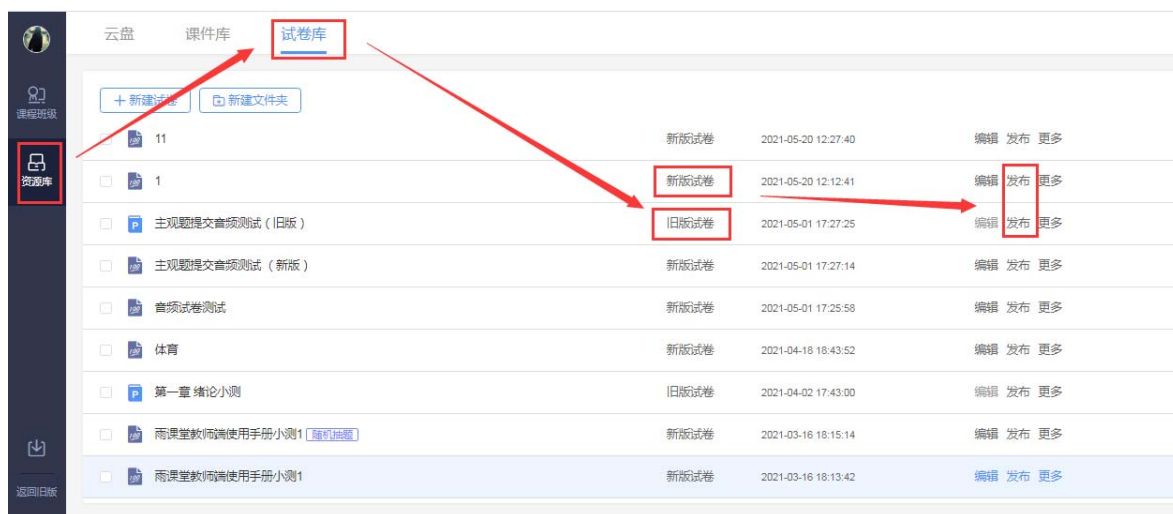 云盘 课件库 试卷库
课程班级
资源库
+ 新建试卷 新建文件夹
11 新版试卷 2021-05-20 12:27:40 编辑 发布 更多
1 新版试卷 2021-05-20 12:12:41 编辑 发布 更多
主观题提交音频测试（旧版） 旧版试卷 2021-05-01 17:27:25 编辑 发布 更多
主观题提交音频测试 （新版） 新版试卷 2021-05-01 17:27:14 编辑 发布 更多
音频试卷测试 新版试卷 2021-05-01 17:25:58 编辑 发布 更多
体育 新版试卷 2021-04-18 18:43:52 编辑 发布 更多
第一章 绪论小测 旧版试卷 2021-04-02 17:43:00 编辑 发布 更多
雨课堂教师端使用手册小测1 随机抽题 新版试卷 2021-03-16 18:15:14 编辑 发布 更多
雨课堂教师端使用手册小测1 新版试卷 2021-03-16 18:13:42 编辑 发布 更多
返回旧版